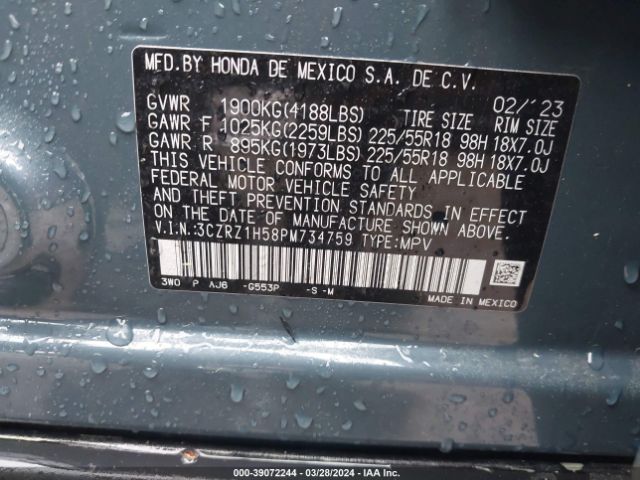 MFD. BY HONDA DE MEXICO S.A. DE C.V.
02/'23
GVWR 1900KG(4188LBS) TIRE SIZE RIM SIZE
GAWR F 1025KG(2259LBS) 225/55R18 98H 18X7.0J
GAWR R 895KG(1973LBS) 225/55R18 98H 18X7.0J
THIS VEHICLE CONFORMS TO ALL APPLICABLE
FEDERAL MOTOR VEHICLE SAFETY
AND THEFT PREVENTION STANDARDS
IN EFFECT ON THE DATE OF MANUFACTURE SHOWN ABOVE.
V.I.N.:3CZRZ1H58PM734759 TYPE:MPV
3W0 P AJ6 -G553P -S -M
MADE IN MEXICO
000-39072244 | 03/28/2024 | IAA Inc.